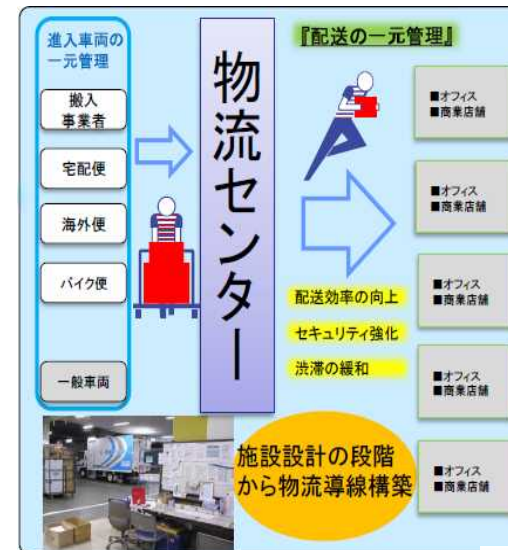 進入車両の
一元管理
搬入
事業者
宅配便
海外便
バイク便
一般車両
物流センター
『配送の一元管理』
配送効率の向上
セキュリティ強化
渋滞の緩和
施設設計の段階
から物流導線構築
■オフィス
■商業店舗
■オフィス
■商業店舗
■オフィス
■商業店舗
■オフィス
■商業店舗
■オフィス
■商業店舗